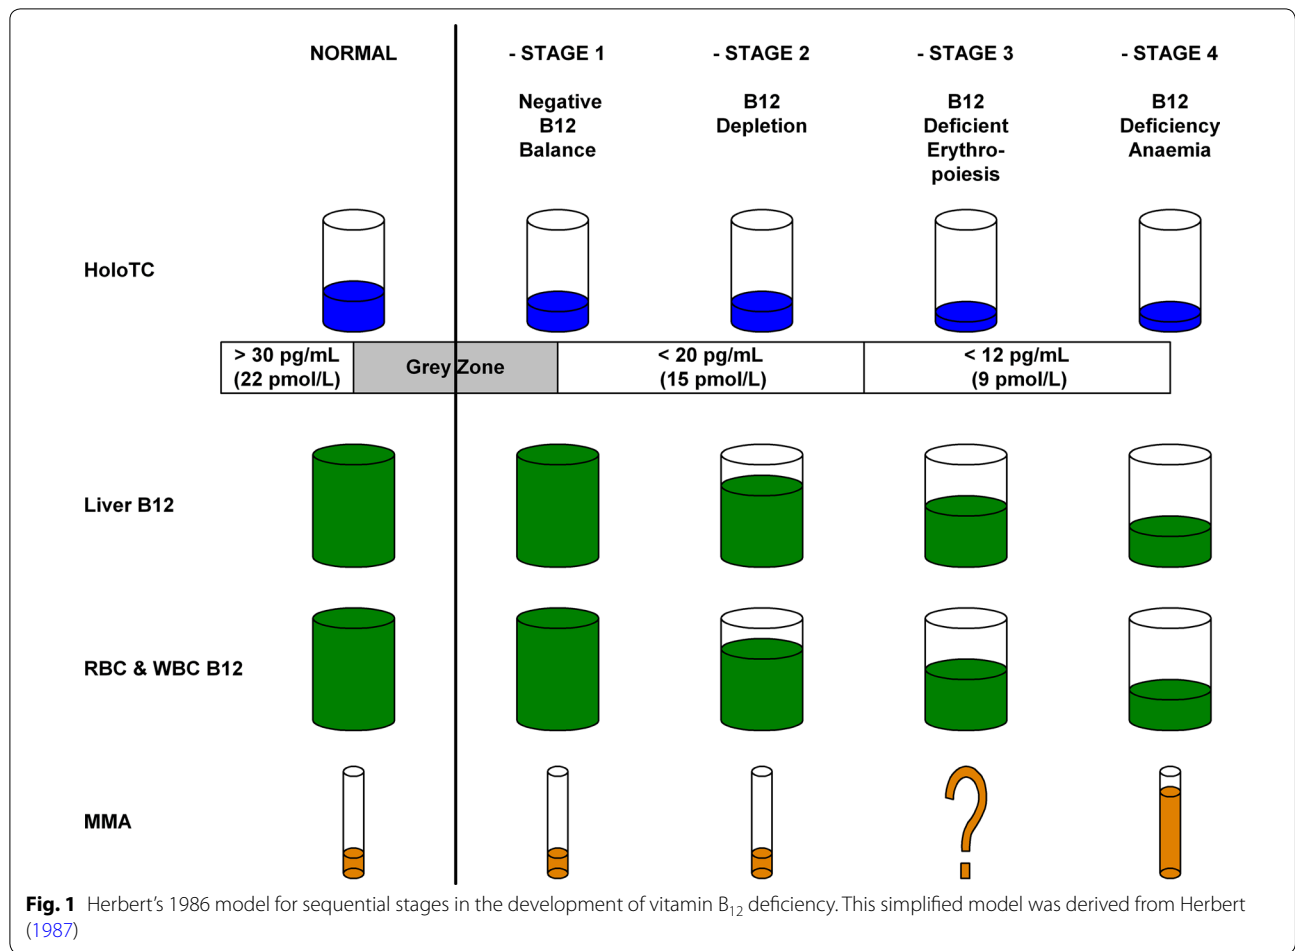 NORMAL
- STAGE 1
- STAGE 2
- STAGE 3
- STAGE 4
Negative
B12
Balance
B12
Depletion
B12
Deficient
Erythro-
poiesis
B12
Deficiency
Anaemia
HoloTC
> 30 pg/mL
(22 pmol/L)
Grey Zone
< 20 pg/mL
(15 pmol/L)
< 12 pg/mL
(9 pmol/L)
Liver B12
RBC & WBC B12
MMA
?
Fig. 1 Herbert’s 1986 model for sequential stages in the development of vitamin B12 deficiency. This simplified model was derived from Herbert
(1987)